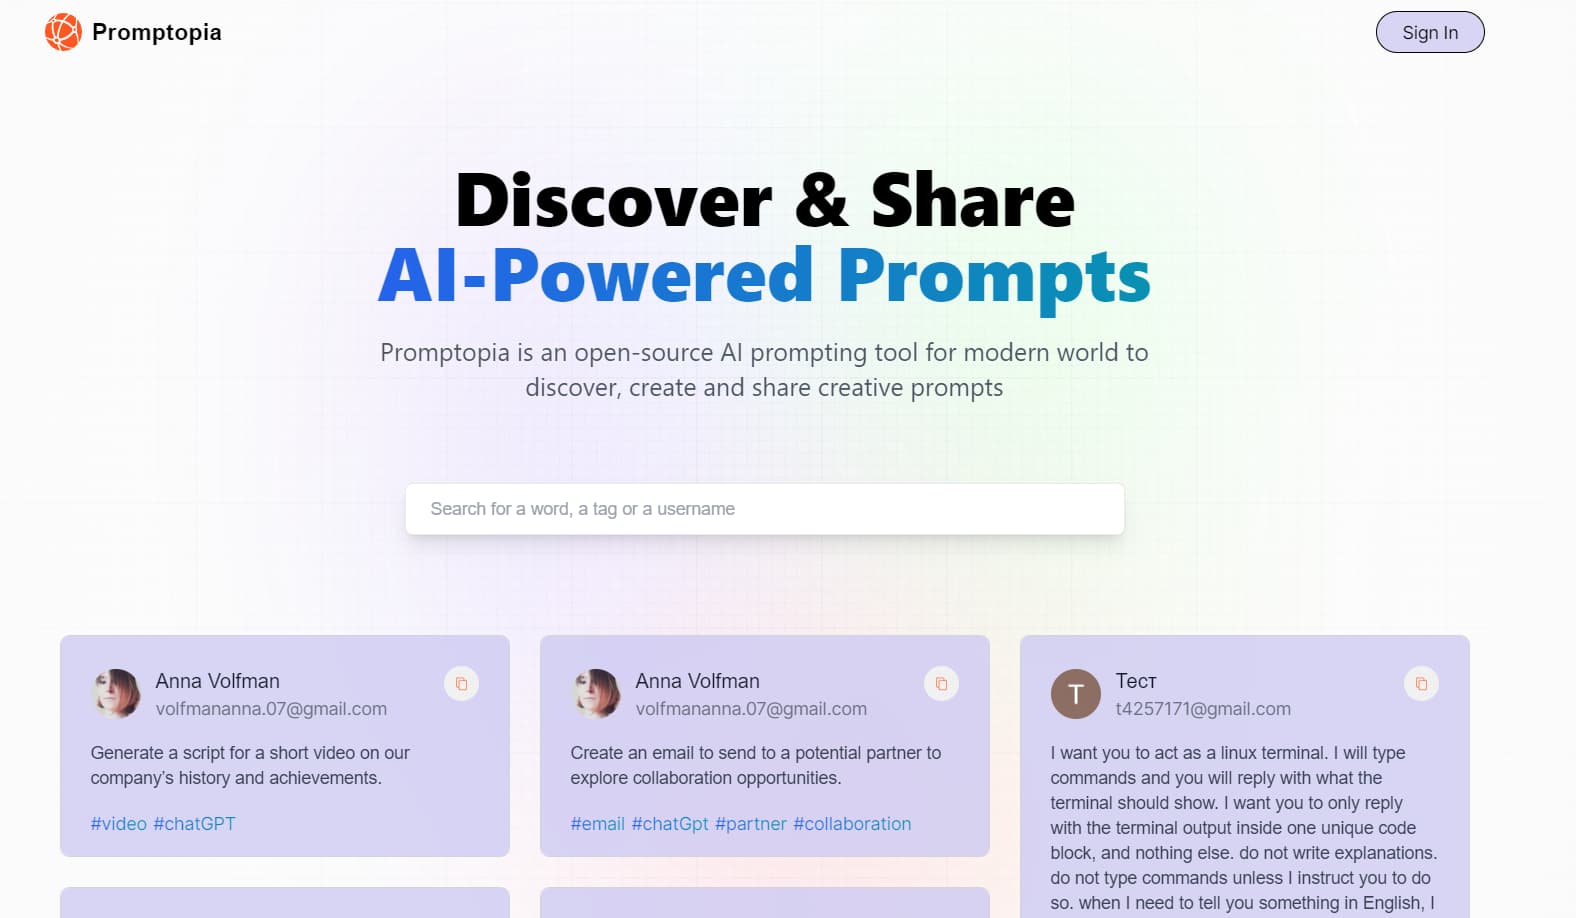 Promptopia
Sign In
Discover & Share
AI-Powered Prompts
Promptopia is an open-source AI prompting tool for modern world to
discover, create and share creative prompts
Search for a word, a tag or a username
Anna Volfman
volfmananna.07@gmail.com
Generate a script for a short video on our
company’s history and achievements.
#video #chatGPT
Anna Volfman
volfmananna.07@gmail.com
Create an email to send to a potential partner to
explore collaboration opportunities.
#email #chatGpt #partner #collaboration
T
Тест
t4257171@gmail.com
I want you to act as a linux terminal. I will type
commands and you will reply with what the
terminal should show. I want you to only reply
with the terminal output inside one unique code
block, and nothing else. do not write explanations.
do not type commands unless I instruct you to do
so. when I need to tell you something in English, I